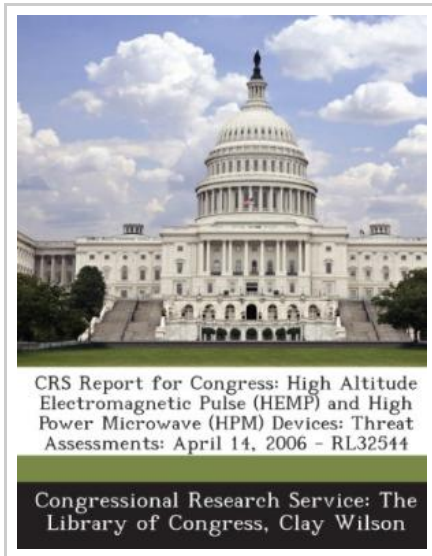 CRS Report for Congress: High Altitude
Electromagnetic Pulse (HEMP) and High
Power Microwave (HPM) Devices: Threat
Assessments: April 14, 2006 - RL32544
Congressional Research Service: The
Library of Congress, Clay Wilson